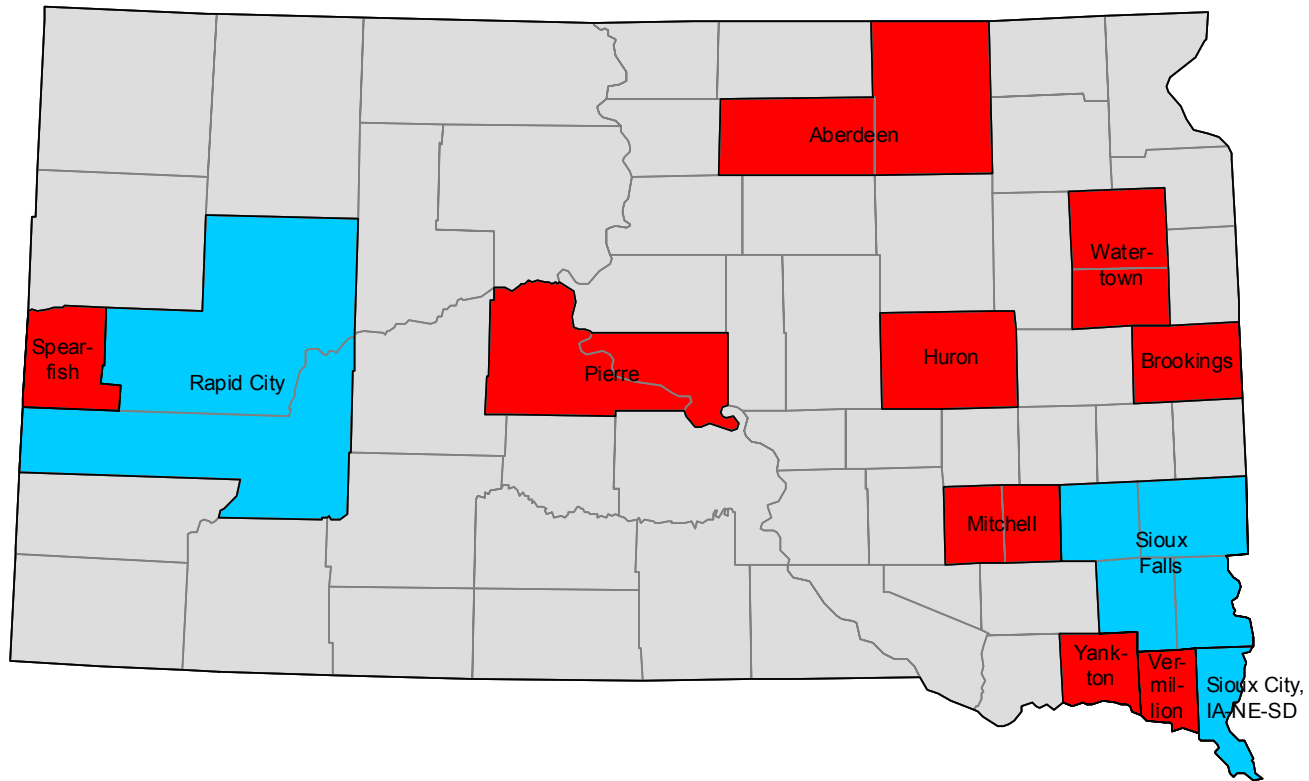 Aberdeen
Water-
town
Spear-
fish
Rapid City
Pierre
Huron
Brookings
Mitchell
Sioux
Falls
Yank-
ton
Ver-
mil-
lion
Sioux City,
IA-NE-SD